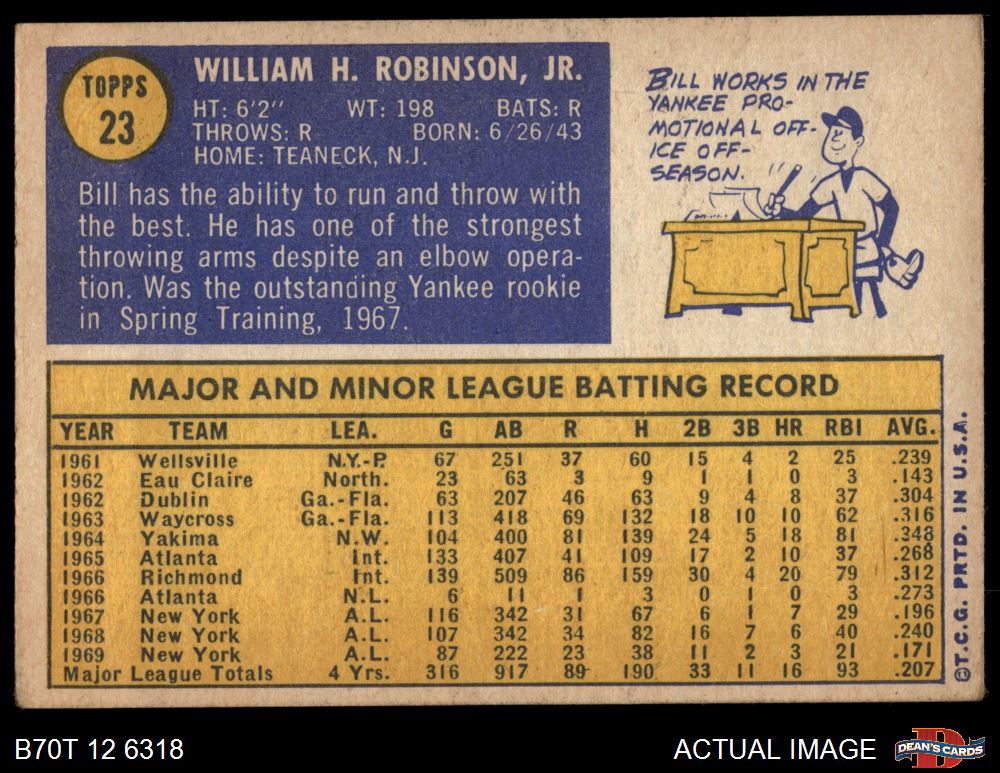 TOPPS
23
WILLIAM H. ROBINSON, JR.
HT: 6'2'' WT: 198 BATS: R
THROWS: R BORN: 6/26/43
HOME: TEANECK, N.J.
Bill has the ability to run and throw with
the best. He has one of the strongest
throwing arms despite an elbow opera-
tion. Was the outstanding Yankee rookie
in Spring Training, 1967.
BILL WORKS IN THE
YANKEE PRO-
MOTIONAL OFF-
ICE OFF-
SEASON.
MAJOR AND MINOR LEAGUE BATTING RECORD
YEAR TEAM LEA. G AB R H 2B 3B HR RBI AVG.
1961 Wellsville N.Y.-P. 67 251 37 60 15 4 2 25 .239
1962 Eau Claire North. 23 63 3 9 1 1 0 3 .143
1962 Dublin Ga.-Fla. 63 207 46 63 9 4 8 37 .304
1963 Waycross Ga.-Fla. 113 418 69 132 18 10 10 62 .316
1964 Yakima N.W. 104 400 81 139 24 5 18 81 .348
1965 Atlanta Int. 133 407 41 109 17 2 10 37 .268
1966 Richmond Int. 139 509 86 159 30 4 20 79 .312
1966 Atlanta N.L. 6 11 1 3 0 1 0 3 .273
1967 New York A.L. 116 342 31 67 6 1 7 29 .196
1968 New York A.L. 107 342 34 82 16 7 6 40 .240
1969 New York A.L. 87 222 23 38 11 2 3 21 .171
Major League Totals 4 Yrs. 316 917 89 190 33 11 16 93 .207
©T.C.G. PRTD. IN U.S.A.
B70T 12 6318
ACTUAL IMAGE
D
DEAN'S CARDS